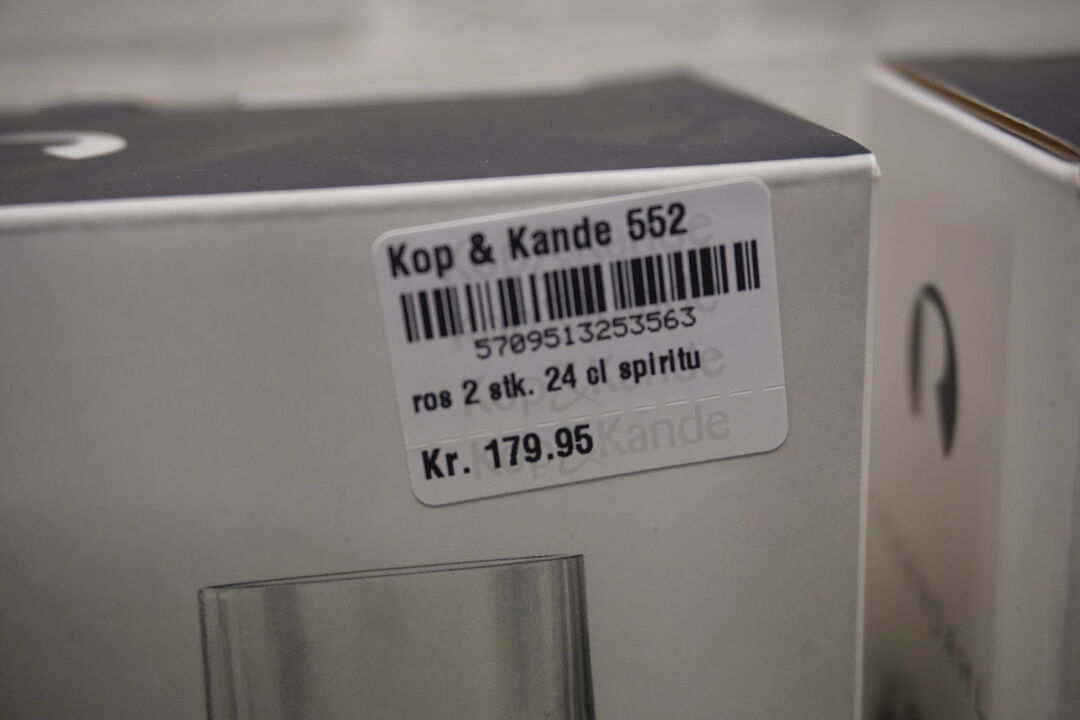 Kop & Kande 552
5709513253563
ros 2 stk. 24 cl spiritu
Kr. 179.95